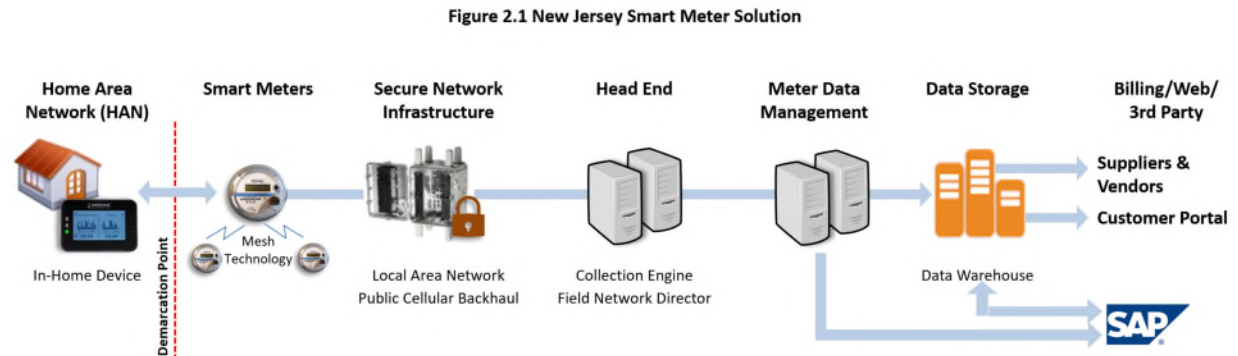 Figure 2.1 New Jersey Smart Meter Solution
Home Area
Network (HAN)
Smart Meters
Secure Network
Infrastructure
Head End
Meter Data
Management
Data Storage
Billing/Web/
3rd Party
Suppliers &
Vendors
Customer Portal
Mesh
Technology
In-Home Device
Demarcation Point
Local Area Network
Public Cellular Backhaul
Collection Engine
Field Network Director
Data Warehouse
SAP